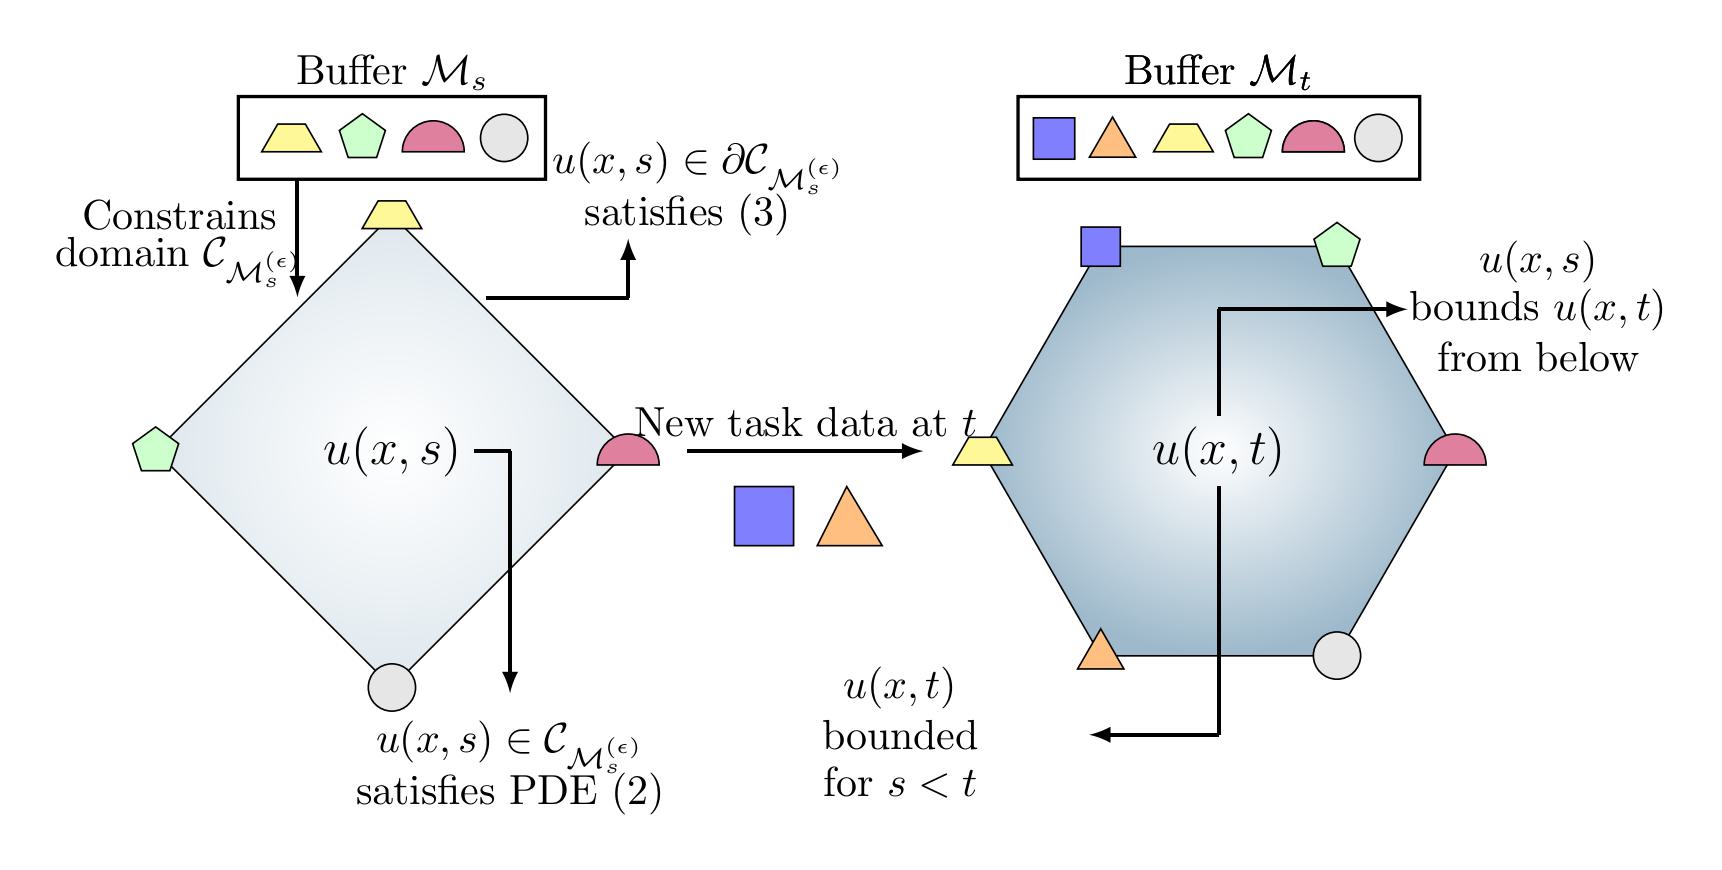 Buffer $\mathcal{M}_s$
Buffer $\mathcal{M}_t$
$u(x, s) \in \partial \mathcal{C}_{\mathcal{M}_s^{(\epsilon)}}$
satisfies (3)
Constrains
domain $\mathcal{C}_{\mathcal{M}_s^{(\epsilon)}}$
$u(x, s)$
bounds $u(x, t)$
from below
New task data at $t$
$u(x, s)$
$u(x, t)$
$u(x, t)$
bounded
for $s < t$
$u(x, s) \in \mathcal{C}_{\mathcal{M}_s^{(\epsilon)}}$
satisfies PDE (2)